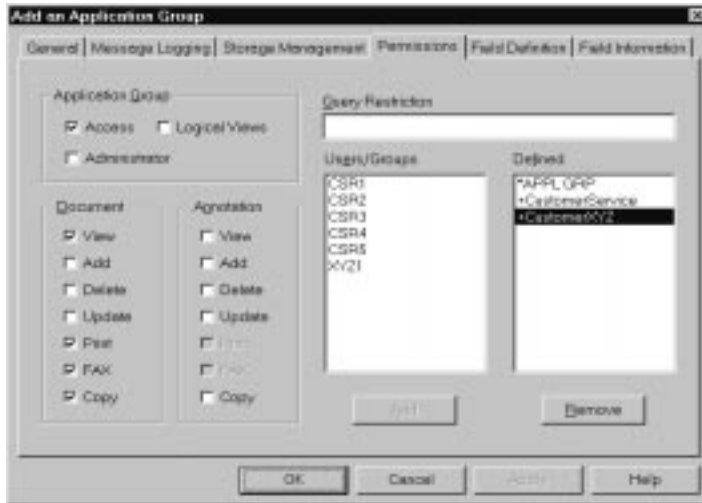 Add an Application Group
General Message Logging Storage Management Permissions Field Definition Field Information
Application Group
Access Logical Views
Administrator
Query Restriction
Users/Groups
CSR1
CSR2
CSR3
CSR4
CSR5
XYZ1
Defined
*APPL GRP
+CustomerService
+CustomerXYZ
Document
View
Add
Delete
Update
Print
FAX
Copy
Annotation
View
Add
Delete
Update
Print
FAX
Copy
Add
Remove
OK Cancel Apply Help